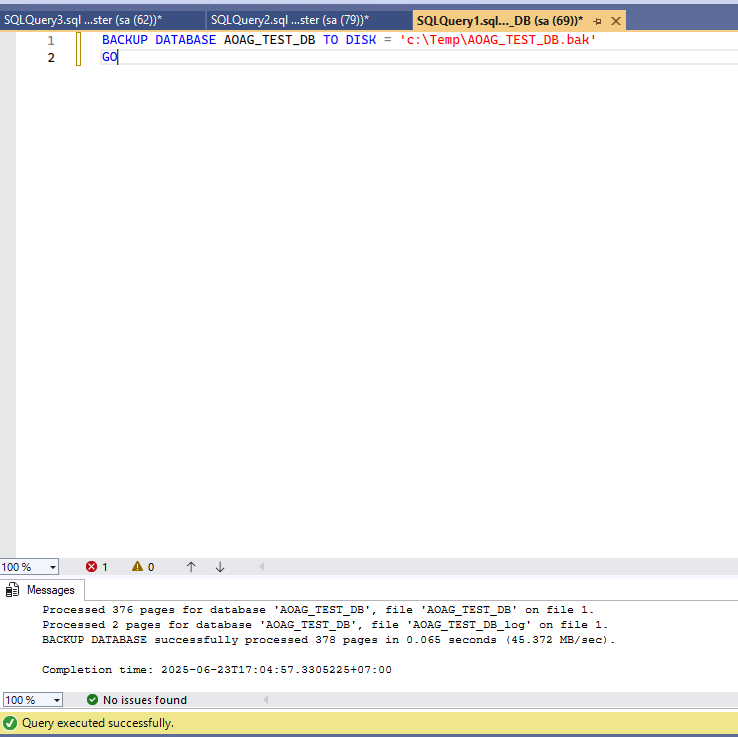 SQLQuery3.sql ...ster (sa (62))* SQLQuery2.sql ...ster (sa (79))* SQLQuery1.sql..._DB (sa (69))*
1 BACKUP DATABASE AOAG_TEST_DB TO DISK = 'c:\Temp\AOAG_TEST_DB.bak'
2 GO
100 % 1 0
Messages
Processed 376 pages for database 'AOAG_TEST_DB', file 'AOAG_TEST_DB' on file 1.
Processed 2 pages for database 'AOAG_TEST_DB', file 'AOAG_TEST_DB_log' on file 1.
BACKUP DATABASE successfully processed 378 pages in 0.065 seconds (45.372 MB/sec).
Completion time: 2025-06-23T17:04:57.3305225+07:00
100 % No issues found
Query executed successfully.